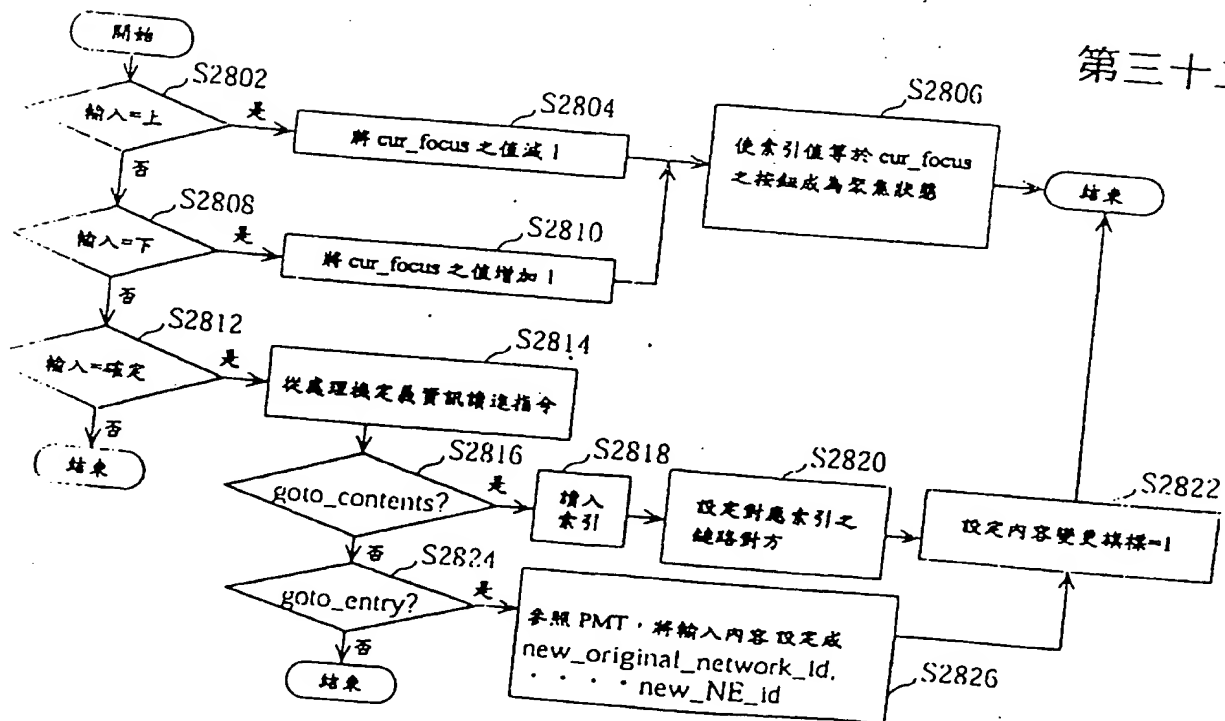 第三十
開始
S2802
輸入=上
是
S2804
將 cur_focus 之值減 1
S2806
使索引值等於 cur_focus
之按鈕成為聚焦狀態
結束
否
S2808
輸入=下
是
S2810
將 cur_focus 之值增加 1
否
S2812
輸入=確定
是
S2814
從處理機定義資訊讀進指令
否
結束
S2816
goto_contents?
是
S2818
讀入
索引
S2820
設定對應索引之
鏈路對方
S2822
設定內容變更旗標=1
否
S2824
goto_entry?
是
參照 PMT,將輸入內容設定成
new_original_network_id,
‧‧‧‧new_NE_id
S2826
否
結束